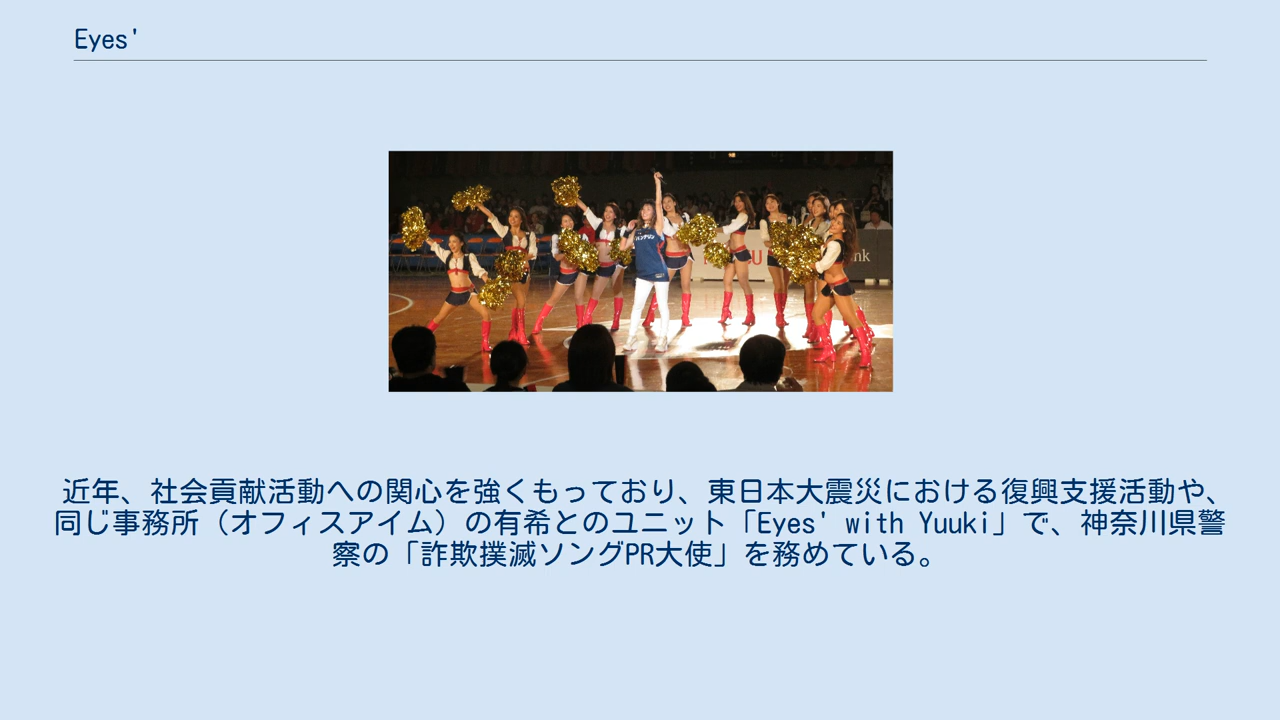 Eyes'
近年、社会貢献活動への関心を強くもっており、東日本大震災における復興支援活動や、
同じ事務所（オフィスアイム）の有希とのユニット「Eyes' with Yuuki」で、神奈川県警
察の「詐欺撲滅ソングPR大使」を務めている。